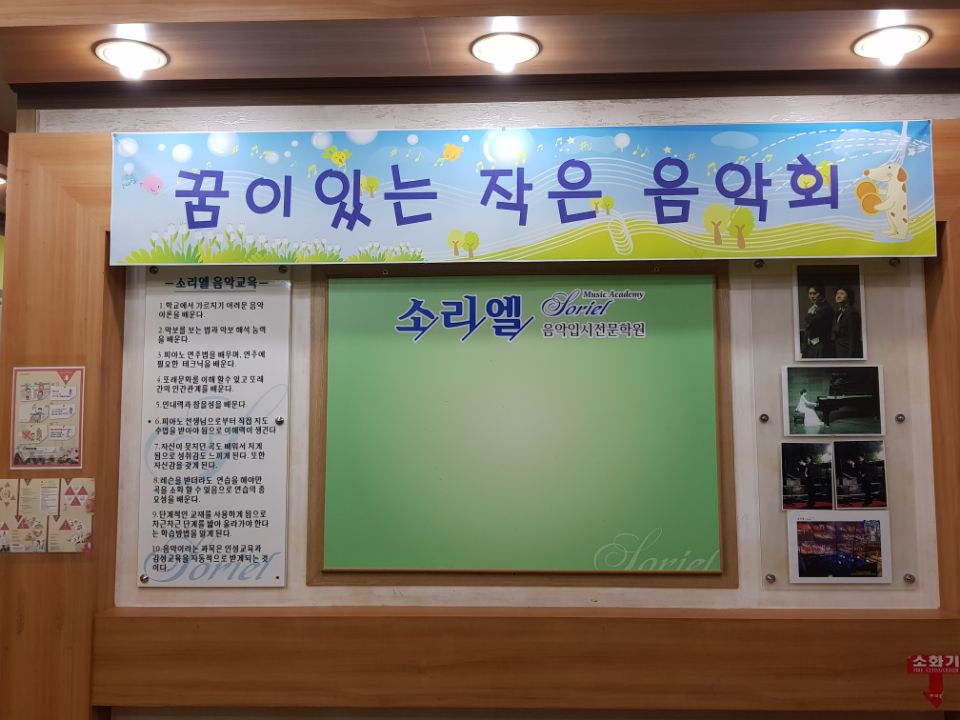 꿈이 있는 작은 음악회
소리엘 음악교육
1.학교에서 가르치기 어려운 음악
이론을 배운다.
2.악보를 보는 법과 악보 해석 능력
을 배운다.
3.피아노 연주법을 배우며, 연주에
필요한 테크닉을 배운다.
4.또래문화를 이해 할수 있고 또래
간의 인간관계를 배운다.
5.인내력과 참을성을 배운다.
6.피아노 선생님으로부터 직접 지도
수업을 받아야 됨으로 이해력이 생긴다
7.자신이 못치던 곡도 배워서 치게
됨으로 성취감도 느끼게 된다. 또한
자신감을 갖게 된다.
8.레슨을 받더라도 연습을 해야만
곡을 소화 할 수 있음으로 연습의 중
요성을 배운다.
9.단계적인 교재를 사용하게 됨으로
차근차근 단계를 밟아 올라가야 한다
는 학습방법을 알게 된다.
10.음악이라는 과목은 인성교육과
감성교육을 자동적으로 받게되는 것
이다.
Soriel
소리엘 Soriel Music Academy
음악입시전문학원
Soriel
소화기
FIRE EXTINGUISHER